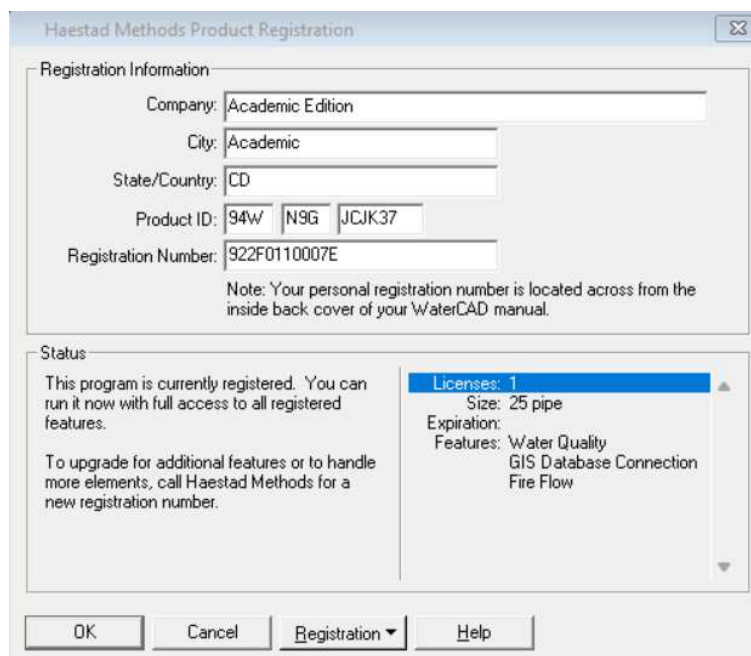 Haestad Methods Product Registration
Registration Information
Company: Academic Edition
City: Academic
State/Country: CD
Product ID: 94W N9G JCJK37
Registration Number: 922F0110007E
Note: Your personal registration number is located across from the
inside back cover of your WaterCAD manual.
Status
This program is currently registered. You can
run it now with full access to all registered
features.
To upgrade for additional features or to handle
more elements, call Haestad Methods for a
new registration number.
Licenses: 1
Size: 25 pipe
Expiration:
Features: Water Quality
GIS Database Connection
Fire Flow
OK Cancel Registration Help